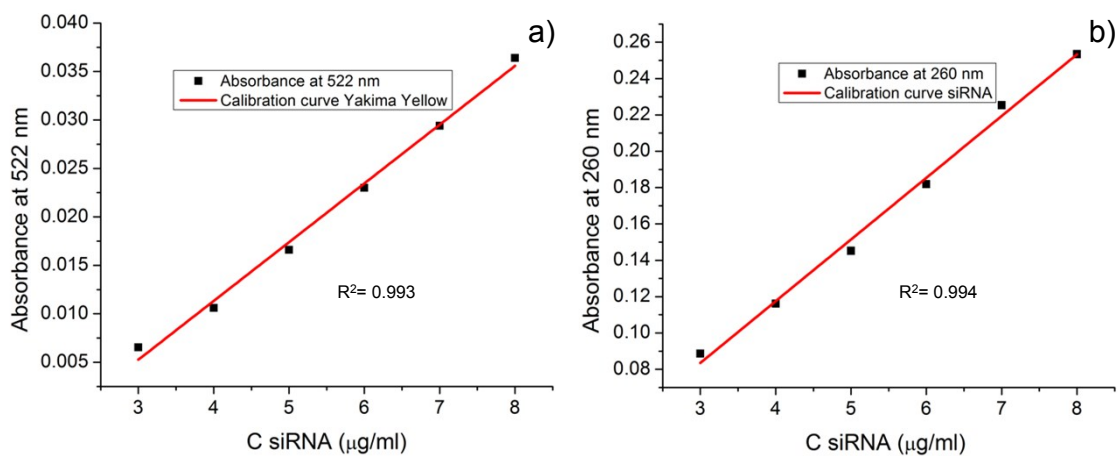 a)
0.040
0.035
0.030
0.025
0.020
0.015
0.010
0.005
Absorbance at 522 nm
Absorbance at 522 nm
Calibration curve Yakima Yellow
R²= 0.993
3 4 5 6 7 8
C siRNA (μg/ml)
b)
0.26
0.24
0.22
0.20
0.18
0.16
0.14
0.12
0.10
0.08
Absorbance at 260 nm
Absorbance at 260 nm
Calibration curve siRNA
R²= 0.994
3 4 5 6 7 8
C siRNA (μg/ml)